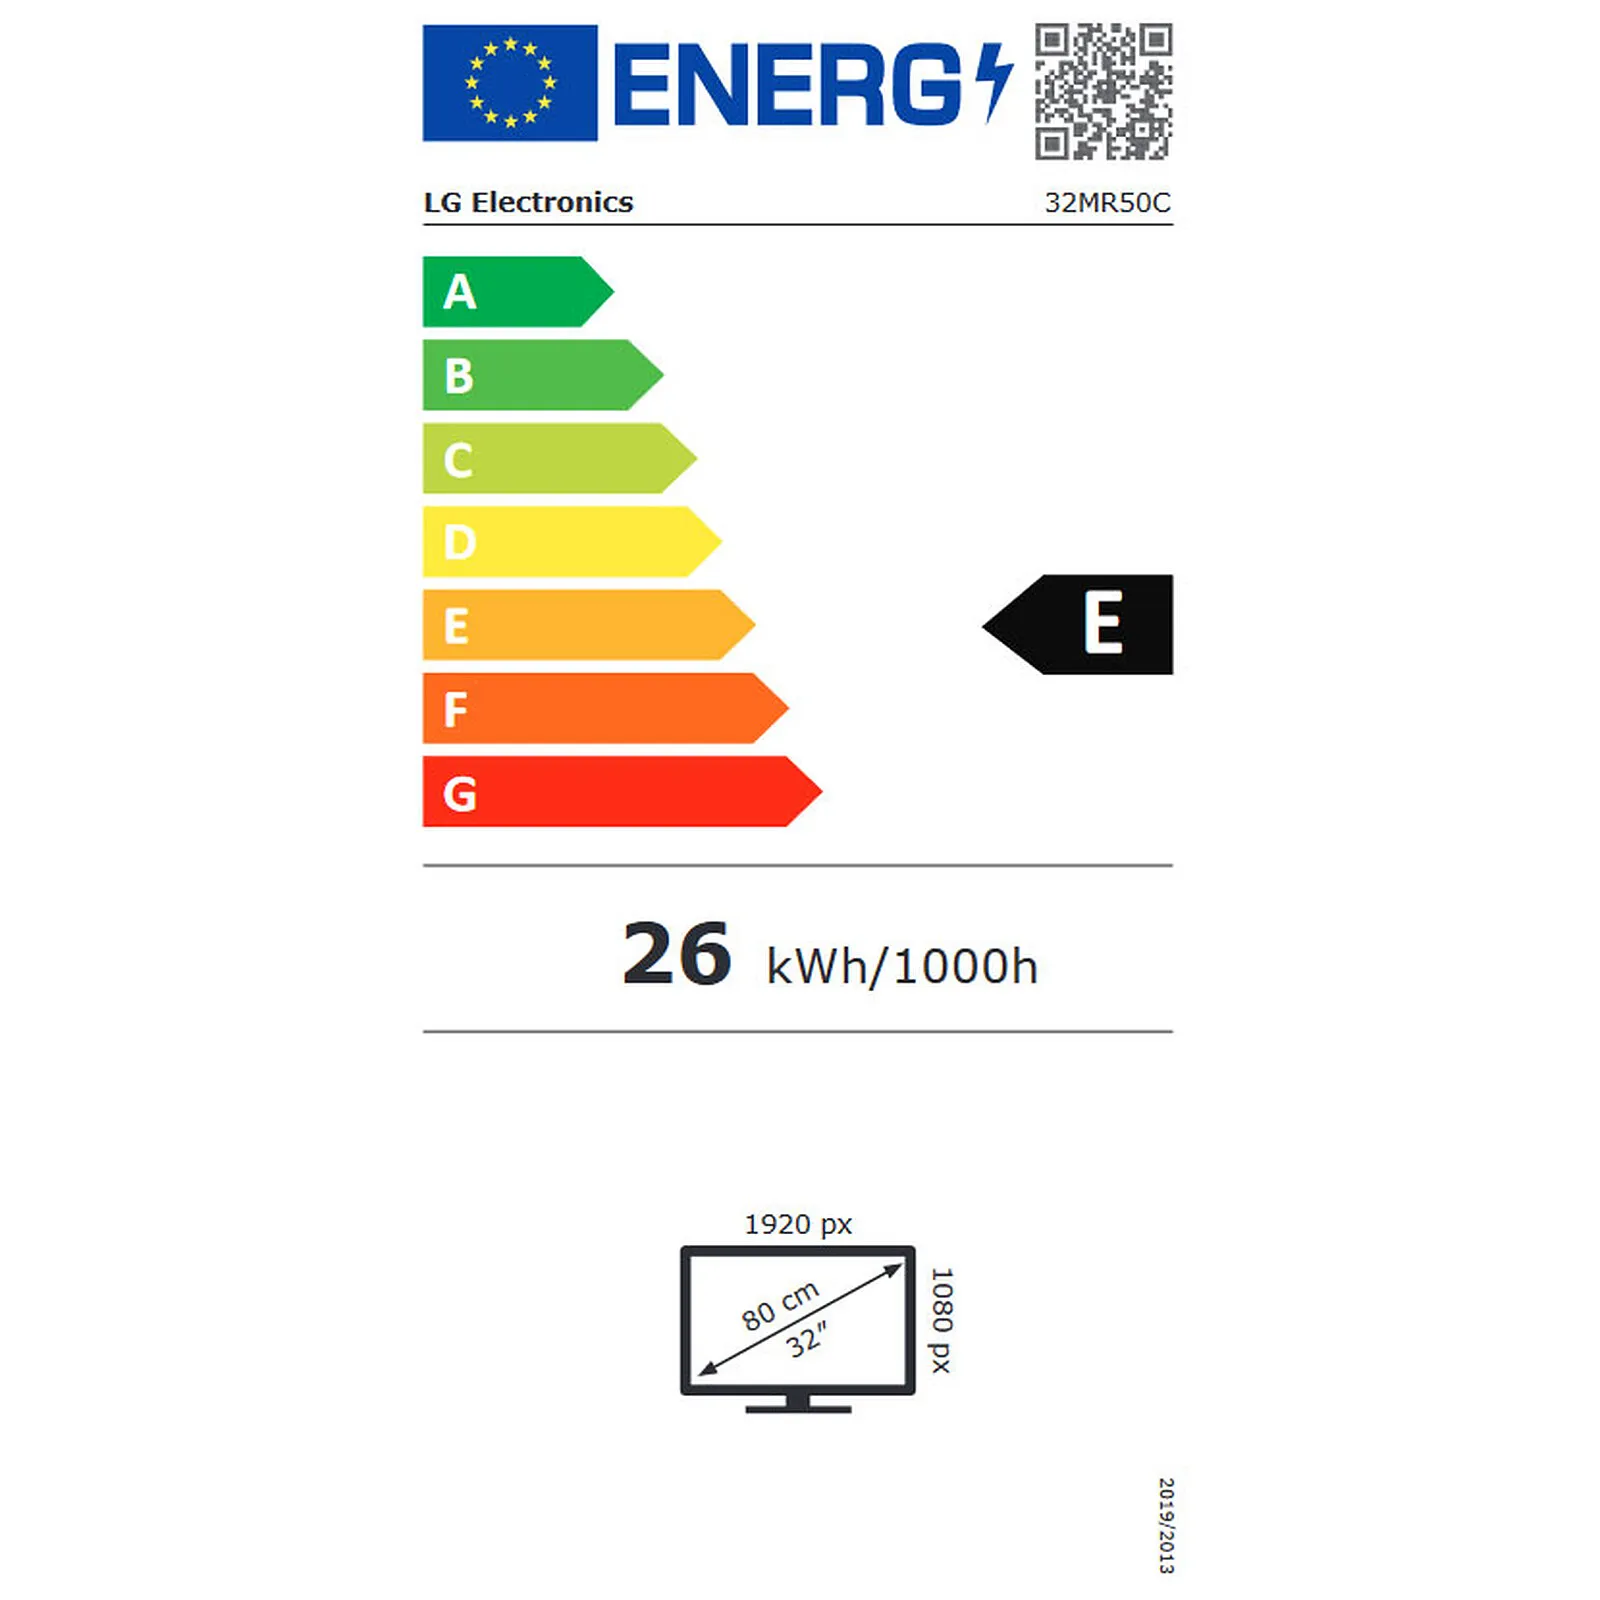 ENERG
LG Electronics 32MR50C
A
B
C
D
E
E
F
G
26 kWh/1000h
1920 px
80 cm
32"
1080 px
2019/2013